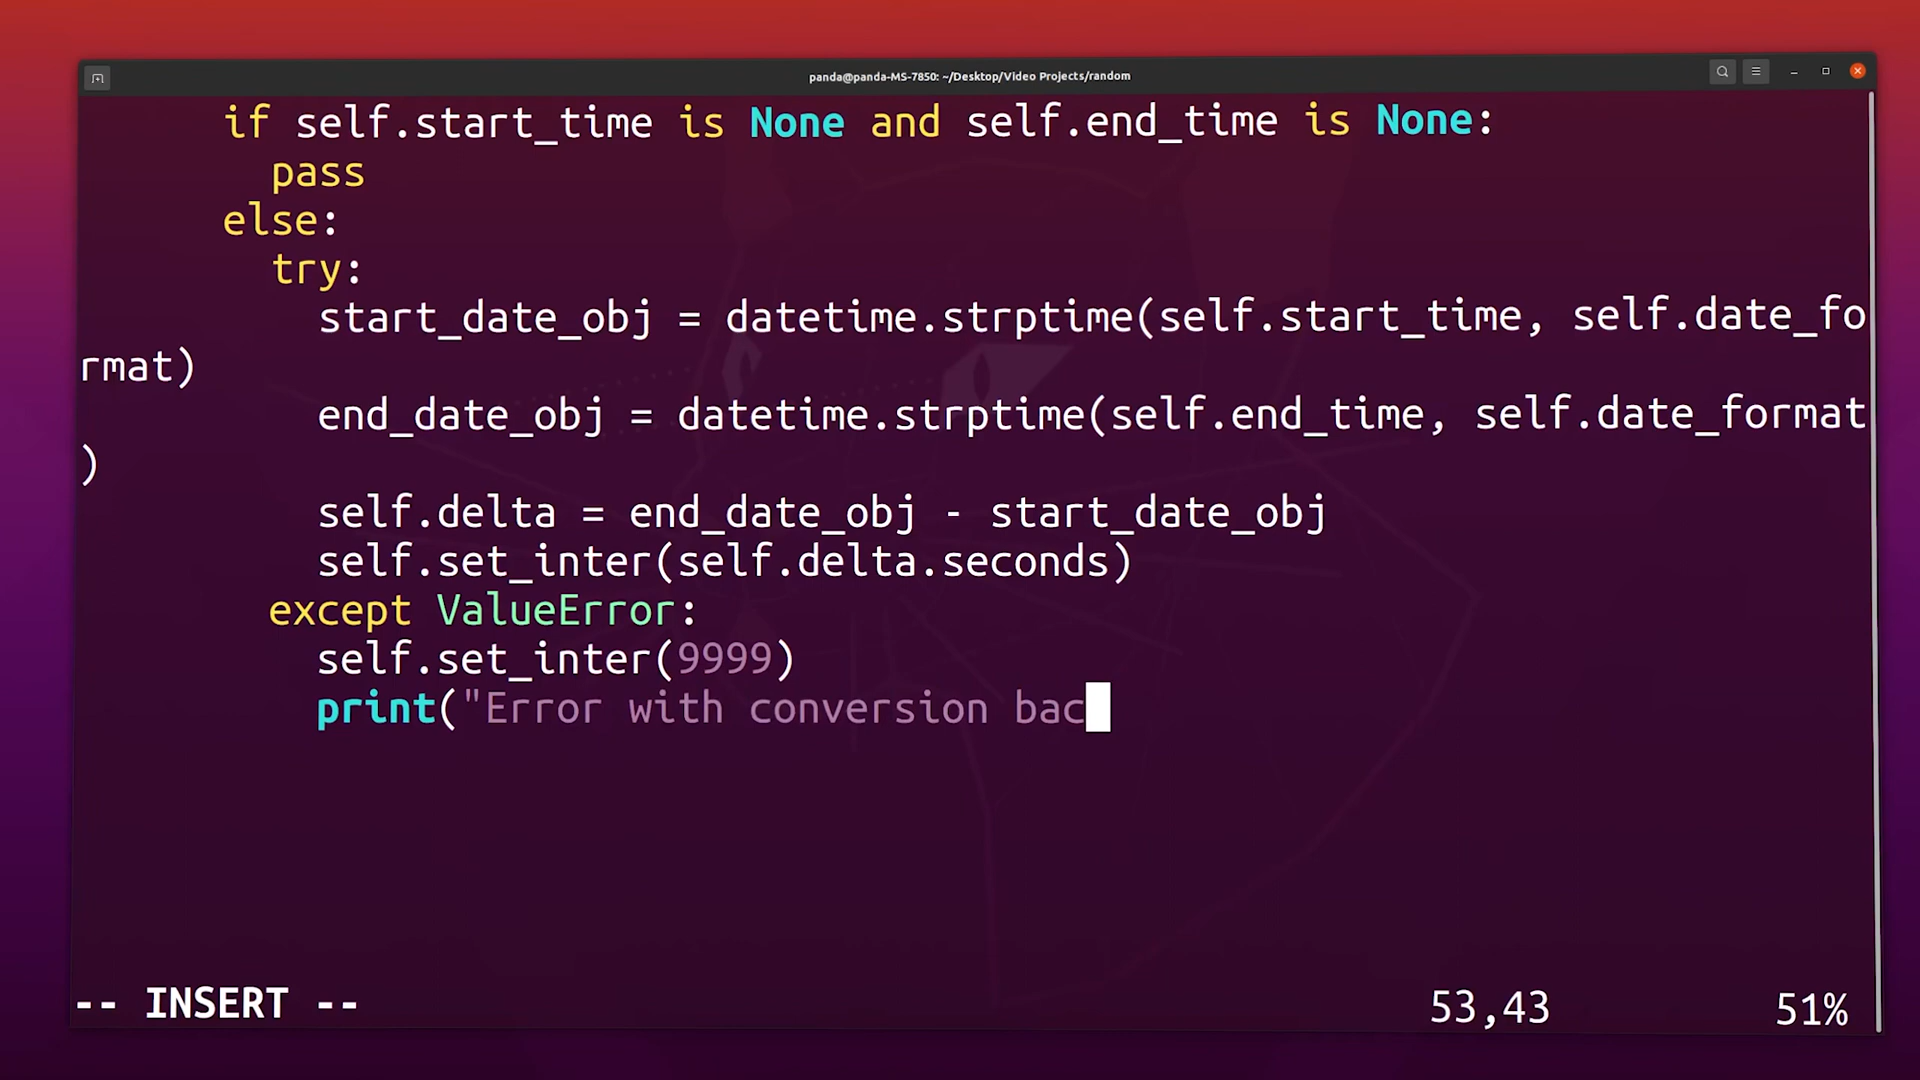 panda@panda-MS-7850: ~/Desktop/Video Projects/random
if self.start_time is None and self.end_time is None:
pass
else:
try:
start_date_obj = datetime.strptime(self.start_time, self.date_fo
rmat)
end_date_obj = datetime.strptime(self.end_time, self.date_format
)
self.delta = end_date_obj - start_date_obj
self.set_inter(self.delta.seconds)
except ValueError:
self.set_inter(9999)
print("Error with conversion bac
-- INSERT -- 53,43 51%